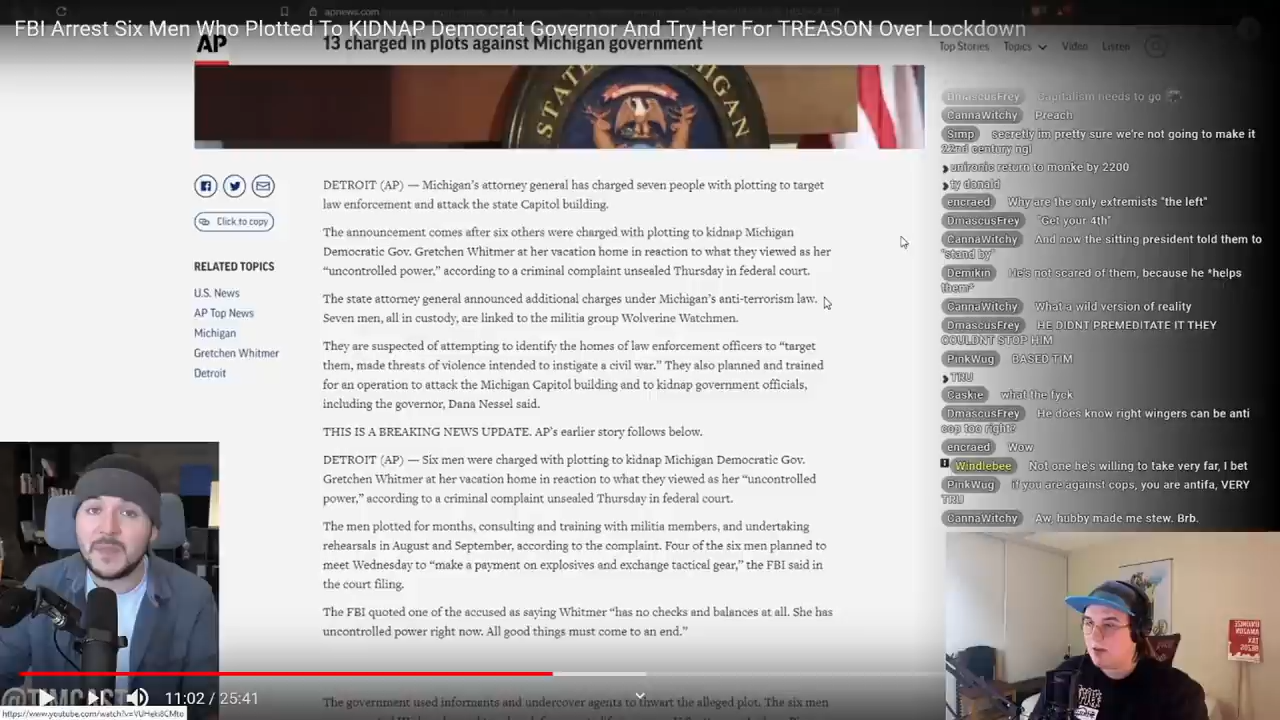 apnews.com
FBI Arrest Six Men Who Plotted To KIDNAP Democrat Governor And Try Her For TREASON Over Lockdown
AP
13 charged in plots against Michigan government
Top Stories Topics Video Listen
STATE OF MICHIGAN
Click to copy
RELATED TOPICS
U.S. News
AP Top News
Michigan
Gretchen Whitmer
Detroit
DETROIT (AP) — Michigan’s attorney general has charged seven people with plotting to target
law enforcement and attack the state Capitol building.
The announcement comes after six others were charged with plotting to kidnap Michigan
Democratic Gov. Gretchen Whitmer at her vacation home in reaction to what they viewed as her
“uncontrolled power,” according to a criminal complaint unsealed Thursday in federal court.
The state attorney general announced additional charges under Michigan’s anti-terrorism law.
Seven men, all in custody, are linked to the militia group Wolverine Watchmen.
They are suspected of attempting to identify the homes of law enforcement officers to “target
them, made threats of violence intended to instigate a civil war.” They also planned and trained
for an operation to attack the Michigan Capitol building and to kidnap government officials,
including the governor, Dana Nessel said.
THIS IS A BREAKING NEWS UPDATE. AP’s earlier story follows below.
DETROIT (AP) — Six men were charged with plotting to kidnap Michigan Democratic Gov.
Gretchen Whitmer at her vacation home in reaction to what they viewed as her “uncontrolled
power,” according to a criminal complaint unsealed Thursday in federal court.
The men plotted for months, consulting and training with militia members, and undertaking
rehearsals in August and September, according to the complaint. Four of the six men planned to
meet Wednesday to “make a payment on explosives and exchange tactical gear,” the FBI said in
the court filing.
The FBI quoted one of the accused as saying Whitmer “has no checks and balances at all. She has
uncontrolled power right now. All good things must come to an end.”
The government used informants and undercover agents to thwart the alleged plot. The six men
DmascusFrey Capitalism needs to go
CannaWitchy Preach
Simp secretly im pretty sure we're not going to make it
22nd century ngl
unironic return to monke by 2200
ty donaid
encraed Why are the only extremists "the left"
DmascusFrey "Get your 4th"
CannaWitchy And now the sitting president told them to
"stand by"
Demikin He's not scared of them, because he *helps
them*
CannaWitchy What a wild version of reality
DmascusFrey HE DIDNT PREMEDITATE IT THEY
COULDNT STOP HIM
PinkWug BASED TIM
TRU
Caskie what the fyck
DmascusFrey He does know right wingers can be anti
cop too right?
encraed Wow
Windlebee Not one he's willing to take very far, I bet
PinkWug if you are against cops, you are antifa, VERY
TRU
CannaWitchy Aw, hubby made me stew. Brb.
@TIMCAST
11:02 / 25:41
UNIONIZE
AMAZON
TAX
BEZOS